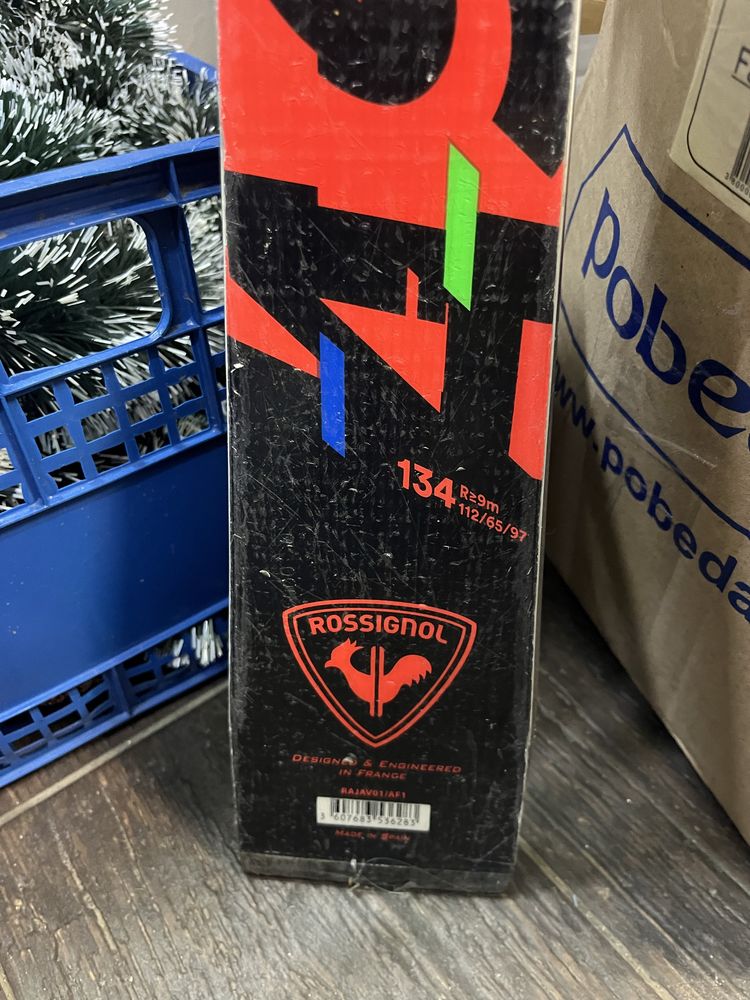 134 R≥9m
112/65/97
ROSSIGNOL
DESIGNED & ENGINEERED
IN FRANCE
RAJAV01/AF1
3 607683 536283
MADE IN SPAIN
pobeda
www.pobeda